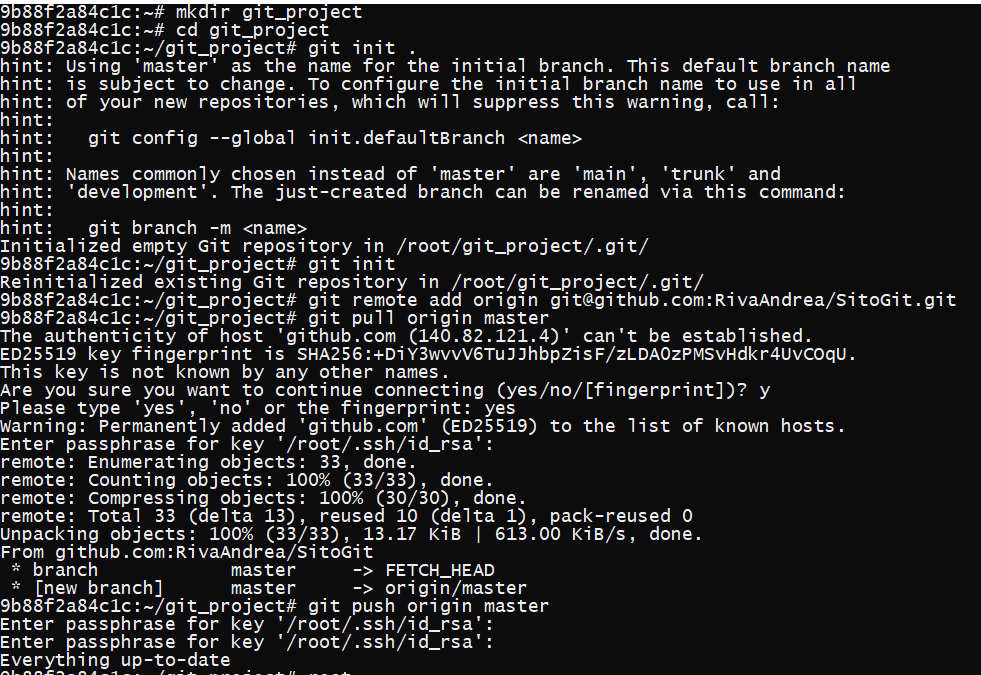 9b88f2a84c1c:~# mkdir git_project
9b88f2a84c1c:~# cd git_project
9b88f2a84c1c:~/git_project# git init .
hint: Using 'master' as the name for the initial branch. This default branch name
hint: is subject to change. To configure the initial branch name to use in all
hint: of your new repositories, which will suppress this warning, call:
hint:
hint:   git config --global init.defaultBranch <name>
hint:
hint: Names commonly chosen instead of 'master' are 'main', 'trunk' and
hint: 'development'. The just-created branch can be renamed via this command:
hint:
hint:   git branch -m <name>
Initialized empty Git repository in /root/git_project/.git/
9b88f2a84c1c:~/git_project# git init
Reinitialized existing Git repository in /root/git_project/.git/
9b88f2a84c1c:~/git_project# git remote add origin git@github.com:RivaAndrea/SitoGit.git
9b88f2a84c1c:~/git_project# git pull origin master
The authenticity of host 'github.com (140.82.121.4)' can't be established.
ED25519 key fingerprint is SHA256:+DiY3wvvV6TuJJhbpZisF/zLDA0zPMSvHdkr4UvCOqU.
This key is not known by any other names.
Are you sure you want to continue connecting (yes/no/[fingerprint])? y
Please type 'yes', 'no' or the fingerprint: yes
Warning: Permanently added 'github.com' (ED25519) to the list of known hosts.
Enter passphrase for key '/root/.ssh/id_rsa':
remote: Enumerating objects: 33, done.
remote: Counting objects: 100% (33/33), done.
remote: Compressing objects: 100% (30/30), done.
remote: Total 33 (delta 13), reused 10 (delta 1), pack-reused 0
Unpacking objects: 100% (33/33), 13.17 KiB | 613.00 KiB/s, done.
From github.com:RivaAndrea/SitoGit
 * branch            master     -> FETCH_HEAD
 * [new branch]      master     -> origin/master
9b88f2a84c1c:~/git_project# git push origin master
Enter passphrase for key '/root/.ssh/id_rsa':
Enter passphrase for key '/root/.ssh/id_rsa':
Everything up-to-date